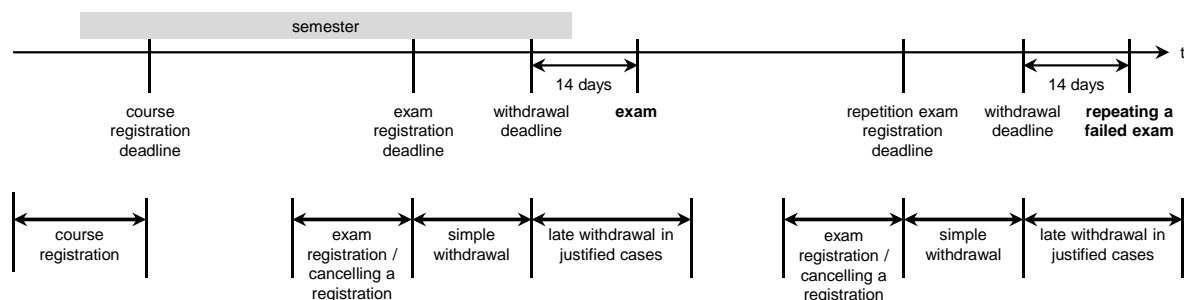 semester
t
14 days
14 days
course
registration
deadline
exam
registration
deadline
withdrawal
deadline
exam
repetition exam
registration
deadline
withdrawal
deadline
repeating a
failed exam
course
registration
exam
registration /
cancelling a
registration
simple
withdrawal
late withdrawal in
justified cases
exam
registration /
cancelling a
registration
simple
withdrawal
late withdrawal in
justified cases